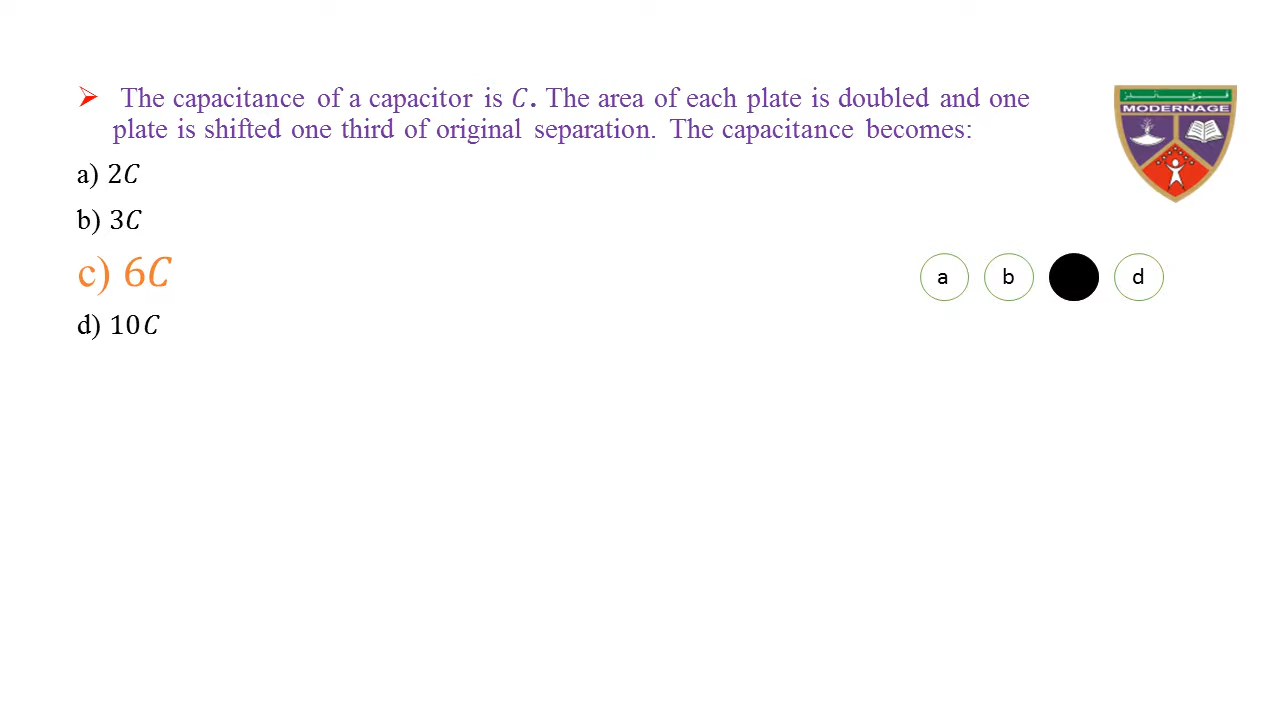 ➢ The capacitance of a capacitor is C. The area of each plate is doubled and one
plate is shifted one third of original separation. The capacitance becomes:
a) 2C
b) 3C
c) 6C
d) 10C
a b d
MODERNAGE